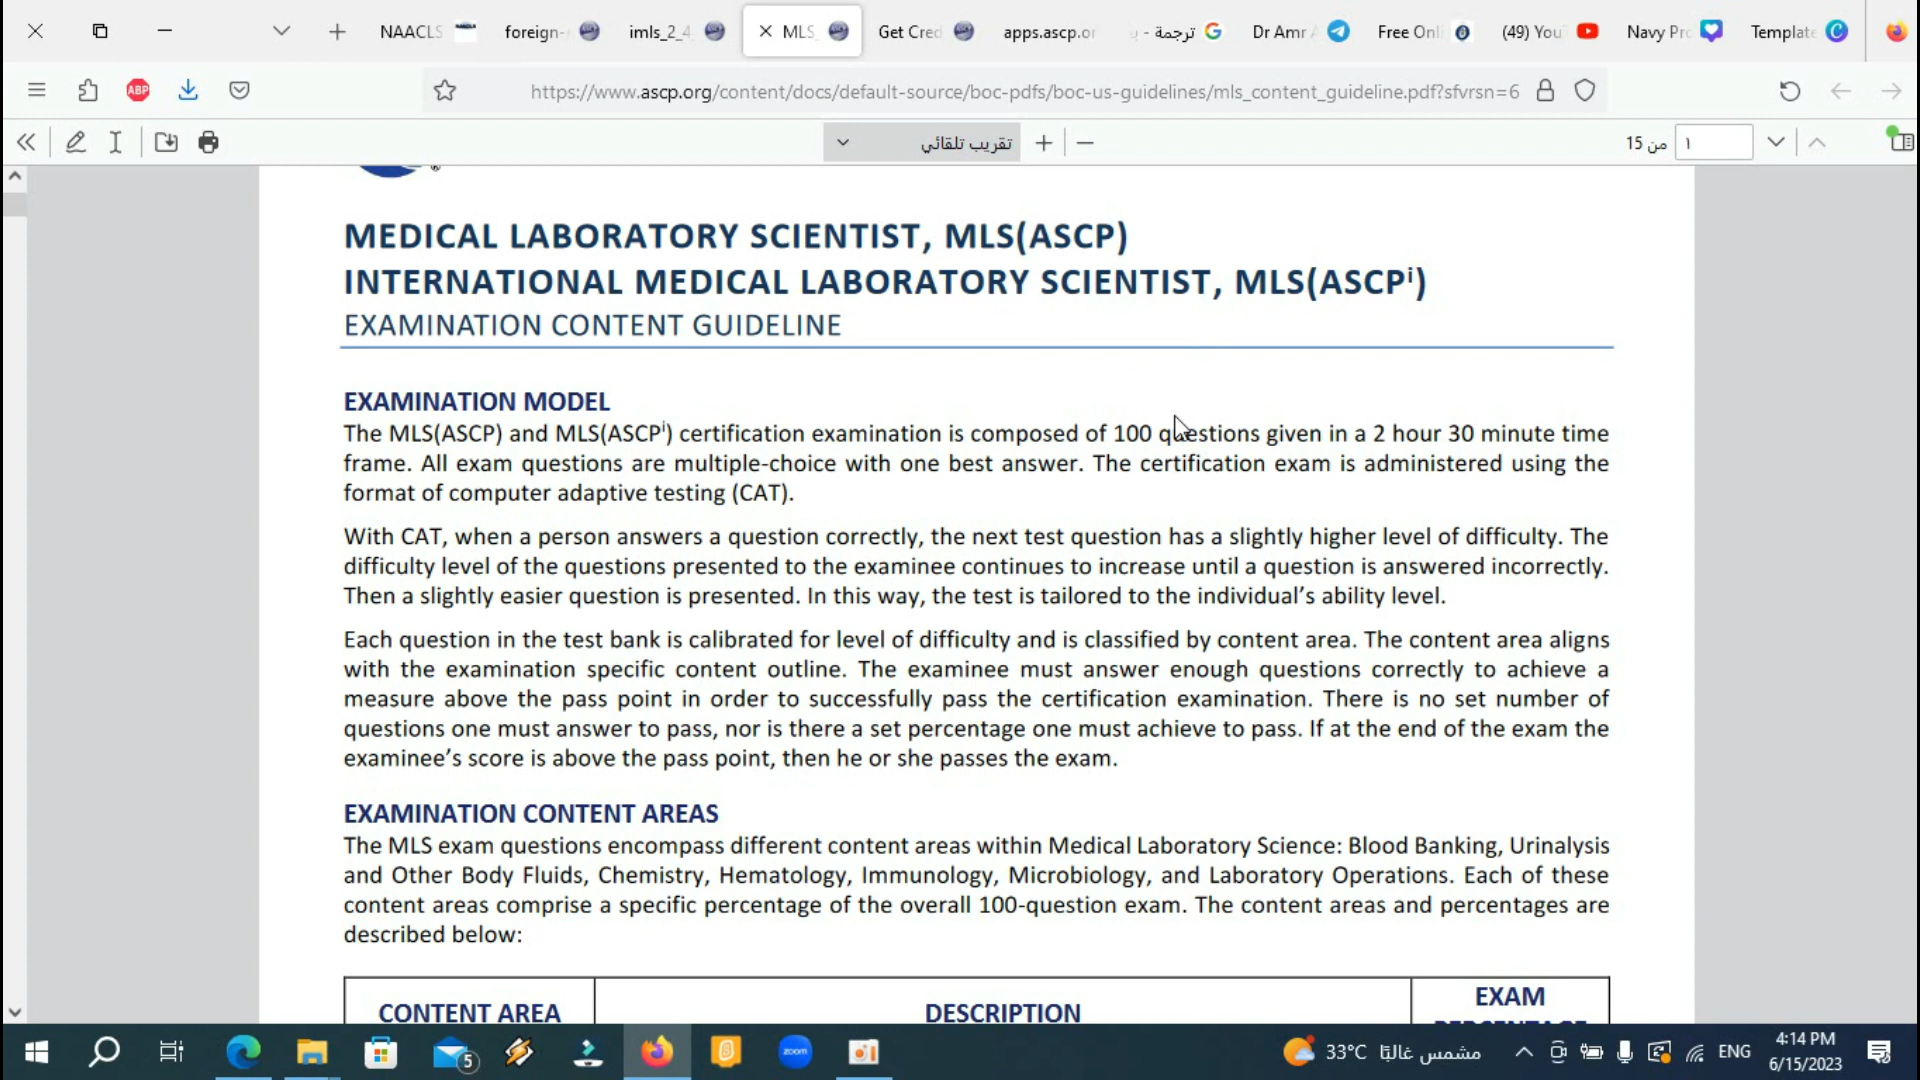 NAACLS
foreign-
imls_2_4
MLS_
Get Cred
apps.ascp.or
ترجمة -
Dr Amr
Free Onl
(49) You
Navy Pr
Template
ABP
https://www.ascp.org/content/docs/default-source/boc-pdfs/boc-us-guidelines/mls_content_guideline.pdf?sfvrsn=6
تقريب تلقائي
من 15
١
®
MEDICAL LABORATORY SCIENTIST, MLS(ASCP)
INTERNATIONAL MEDICAL LABORATORY SCIENTIST, MLS(ASCPⁱ)
EXAMINATION CONTENT GUIDELINE
EXAMINATION MODEL
The MLS(ASCP) and MLS(ASCPⁱ) certification examination is composed of 100 questions given in a 2 hour 30 minute time
frame. All exam questions are multiple-choice with one best answer. The certification exam is administered using the
format of computer adaptive testing (CAT).
With CAT, when a person answers a question correctly, the next test question has a slightly higher level of difficulty. The
difficulty level of the questions presented to the examinee continues to increase until a question is answered incorrectly.
Then a slightly easier question is presented. In this way, the test is tailored to the individual’s ability level.
Each question in the test bank is calibrated for level of difficulty and is classified by content area. The content area aligns
with the examination specific content outline. The examinee must answer enough questions correctly to achieve a
measure above the pass point in order to successfully pass the certification examination. There is no set number of
questions one must answer to pass, nor is there a set percentage one must achieve to pass. If at the end of the exam the
examinee’s score is above the pass point, then he or she passes the exam.
EXAMINATION CONTENT AREAS
The MLS exam questions encompass different content areas within Medical Laboratory Science: Blood Banking, Urinalysis
and Other Body Fluids, Chemistry, Hematology, Immunology, Microbiology, and Laboratory Operations. Each of these
content areas comprise a specific percentage of the overall 100-question exam. The content areas and percentages are
described below:
CONTENT AREA
DESCRIPTION
EXAM
PERCENTAGE
5
zoom
33°C
مشمس غالبًا
ENG
4:14 PM
6/15/2023